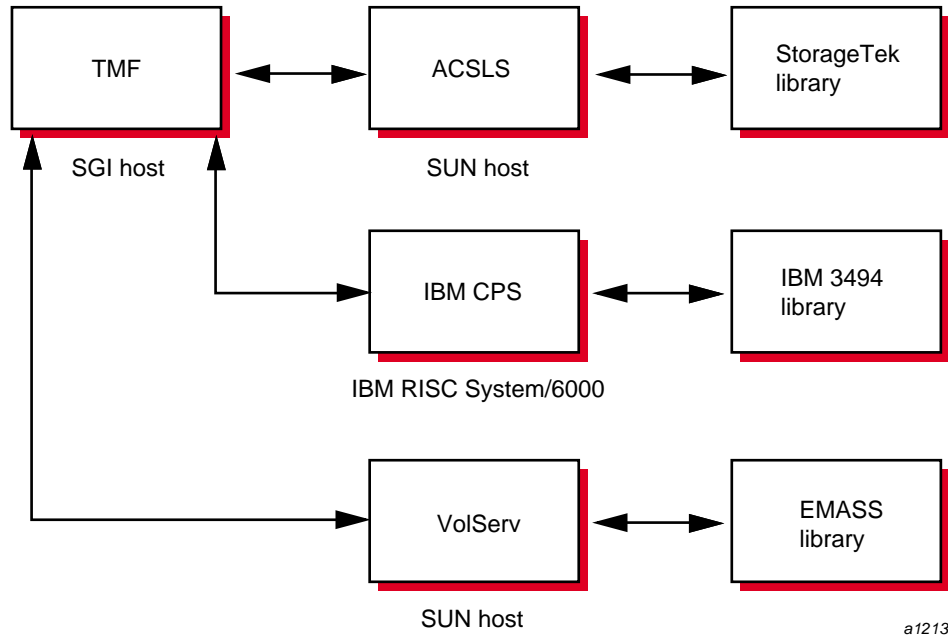 TMF
ACSLS
StorageTek
library
SGI host
SUN host
IBM CPS
IBM 3494
library
IBM RISC System/6000
VolServ
EMASS
library
SUN host
a1213